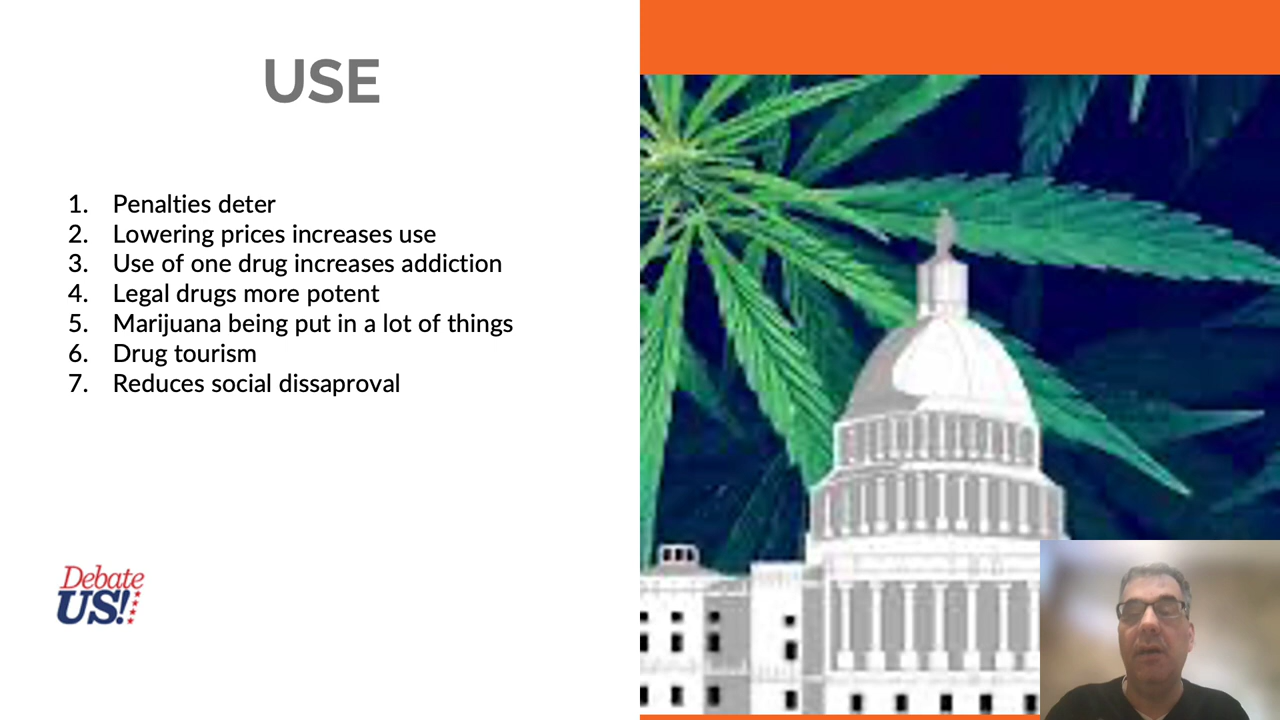 USE
1. Penalties deter
2. Lowering prices increases use
3. Use of one drug increases addiction
4. Legal drugs more potent
5. Marijuana being put in a lot of things
6. Drug tourism
7. Reduces social dissaproval
Debate
US!